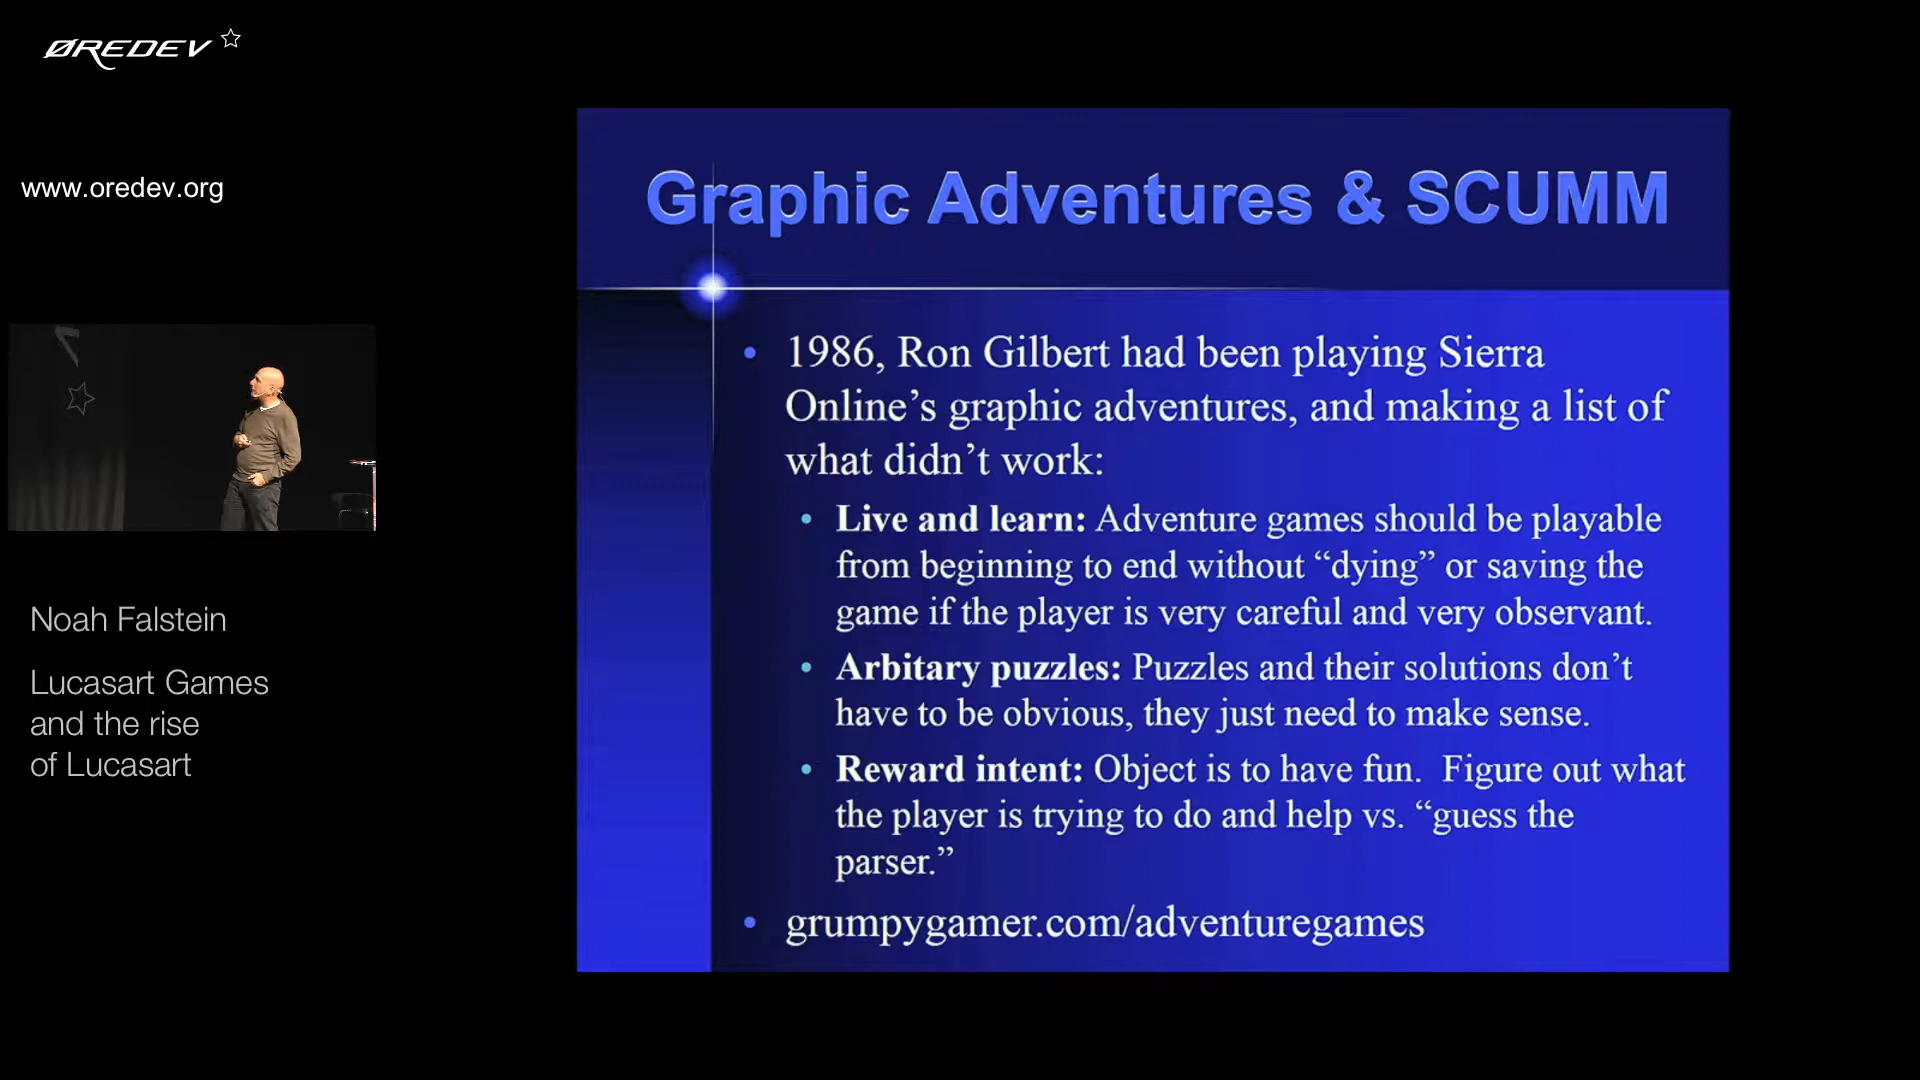 ØREDEV
www.oredev.org
Noah Falstein
Lucasart Games
and the rise
of Lucasart
Graphic Adventures & SCUMM
• 1986, Ron Gilbert had been playing Sierra
Online’s graphic adventures, and making a list of
what didn’t work:
• Live and learn: Adventure games should be playable
from beginning to end without “dying” or saving the
game if the player is very careful and very observant.
• Arbitary puzzles: Puzzles and their solutions don’t
have to be obvious, they just need to make sense.
• Reward intent: Object is to have fun.  Figure out what
the player is trying to do and help vs. “guess the
parser.”
• grumpygamer.com/adventuregames